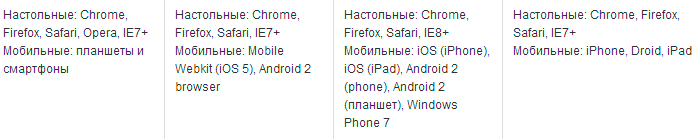 Настольные: Chrome,
Firefox, Safari, Opera, IE7+
Мобильные: планшеты и
смартфоны
Настольные: Chrome,
Firefox, Safari, IE7+
Мобильные: Mobile
Webkit (iOS 5), Android 2
browser
Настольные: Chrome,
Firefox, Safari, IE8+
Мобильные: iOS (iPhone),
iOS (iPad), Android 2
(phone), Android 2
(планшет), Windows
Phone 7
Настольные: Chrome, Firefox,
Safari, IE7+
Мобильные: iPhone, Droid, iPad